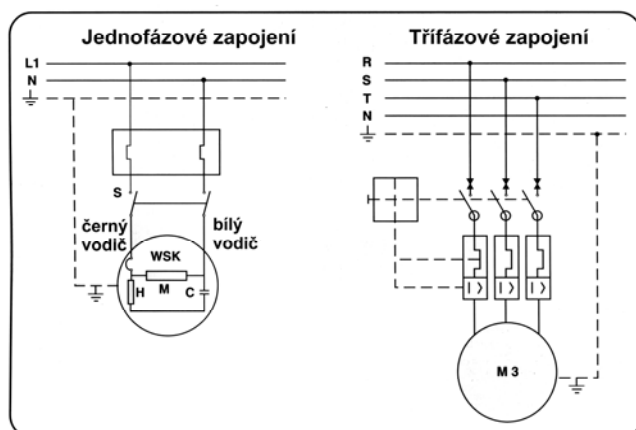 Jednofázové zapojení
L1
N
S
černý
vodič
bílý
vodič
WSK
M
H
C
Třífázové zapojení
R
S
T
N
I >
I >
I >
M 3